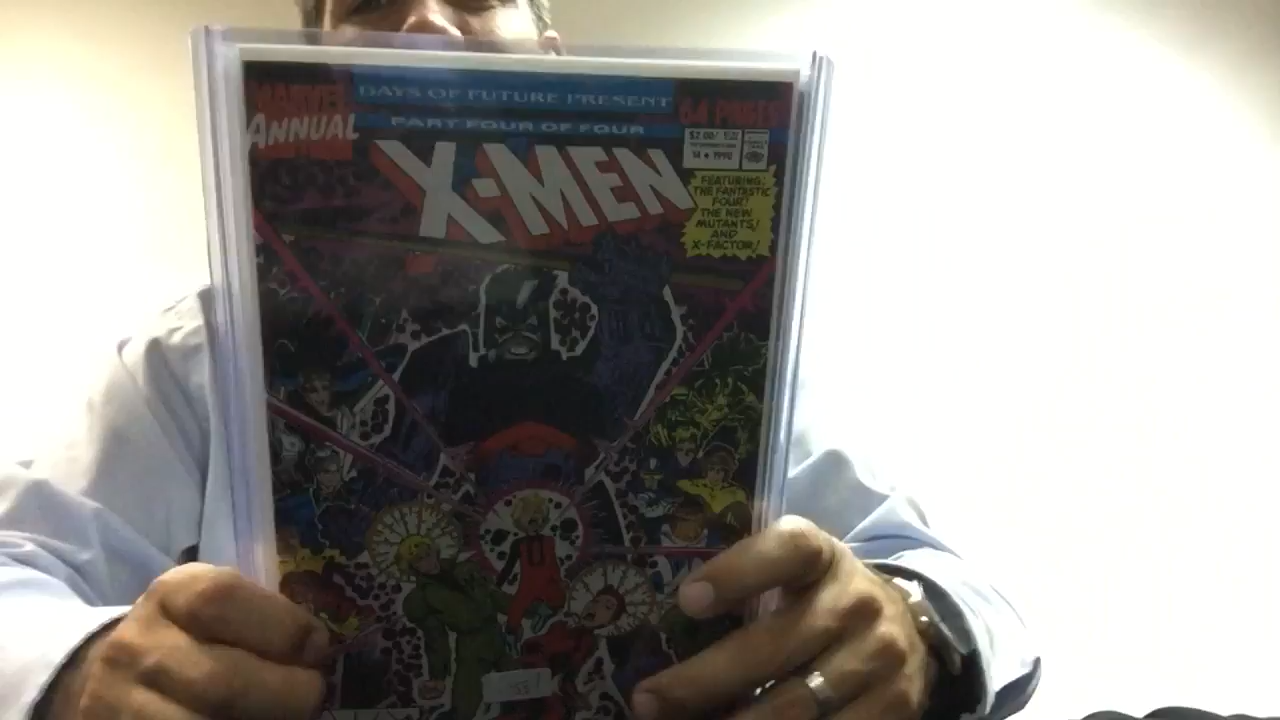 MARVEL
ANNUAL
DAYS OF FUTURE PRESENT
PART FOUR OF FOUR
64 PAGES!
$2.00
14 • 1990
X-MEN
FEATURING:
THE FANTASTIC
FOUR!
THE NEW
MUTANTS!
AND
X-FACTOR!